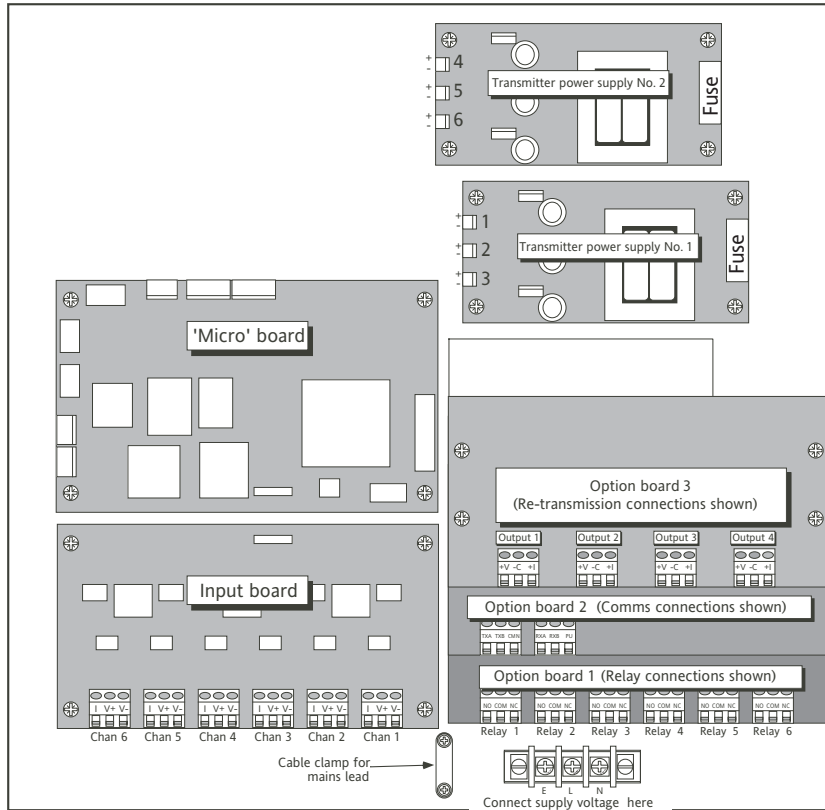 +
- 4
Transmitter power supply No. 2
+
- 5
+
- 6
Fuse
+
- 1
Transmitter power supply No. 1
+
- 2
+
- 3
Fuse
'Micro' board
Option board 3
(Re-transmission connections shown)
Output 1 Output 2 Output 3 Output 4
+V -C +I +V -C +I +V -C +I +V -C +I
Input board
Option board 2 (Comms connections shown)
TXA TXB CMN RXA RXB PU
Option board 1 (Relay connections shown)
I V+ V- I V+ V- I V+ V- I V+ V- I V+ V- I V+ V-
Chan 6 Chan 5 Chan 4 Chan 3 Chan 2 Chan 1
NO COM NC NO COM NC NO COM NC NO COM NC NO COM NC NO COM NC
Relay 1 Relay 2 Relay 3 Relay 4 Relay 5 Relay 6
Cable clamp for
mains lead
E L N
Connect supply voltage here